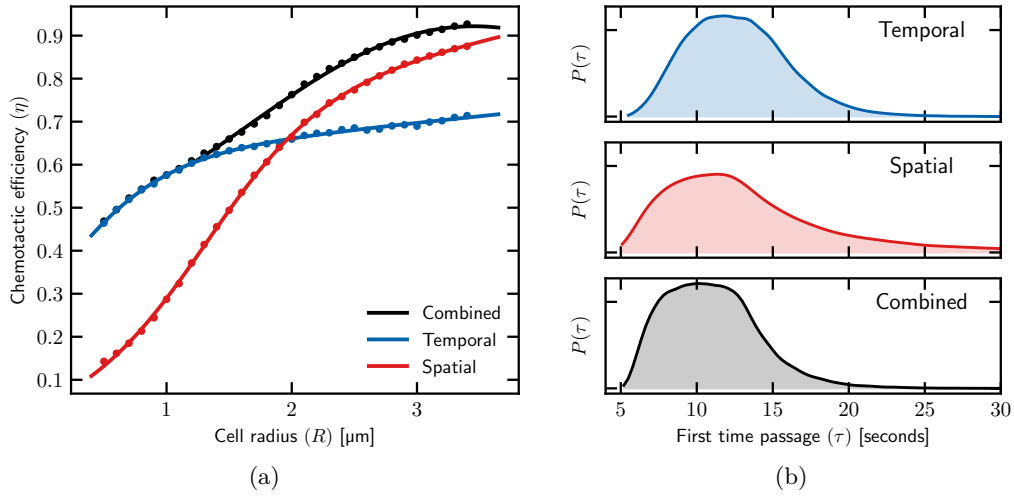 Chemotactic efficiency (η)
0.9
0.8
0.7
0.6
0.5
0.4
0.3
0.2
0.1
Combined
Temporal
Spatial
1 2 3
Cell radius (R) [µm]
(a)
P(τ)
Temporal
P(τ)
Spatial
P(τ)
Combined
5 10 15 20 25 30
First time passage (τ) [seconds]
(b)